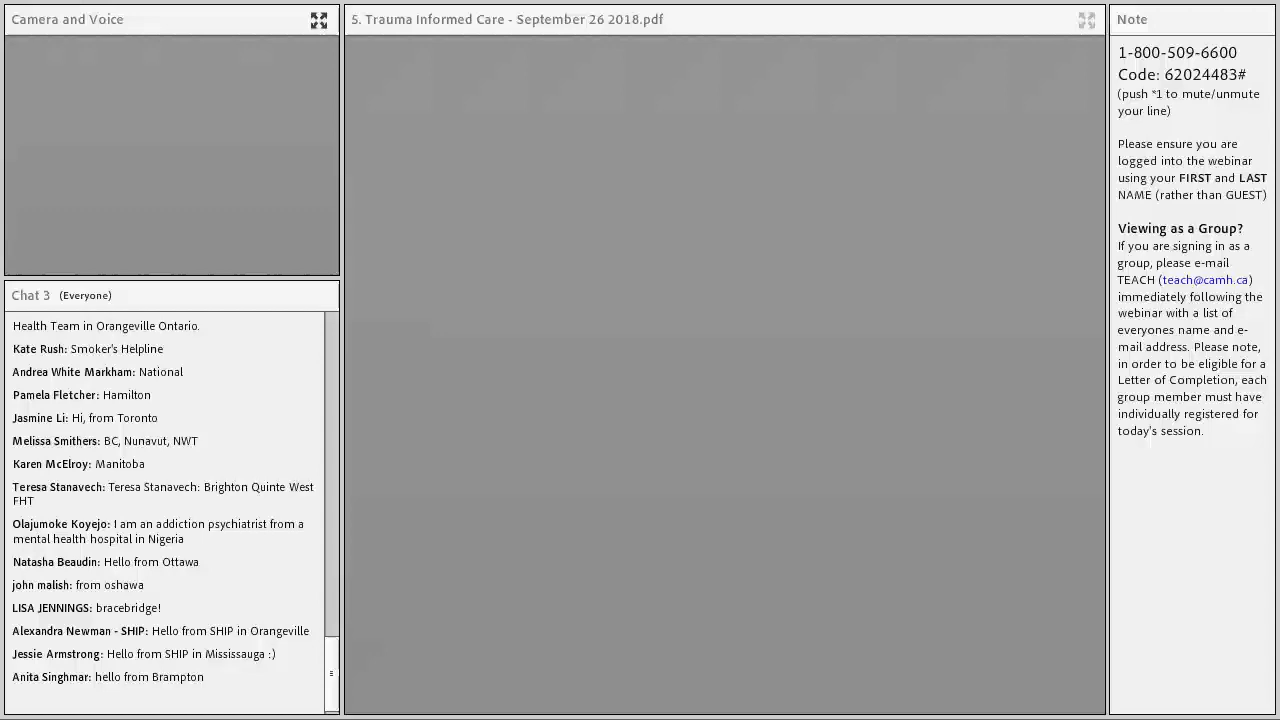 Camera and Voice
5. Trauma Informed Care - September 26 2018.pdf
Note
Chat 3 (Everyone)
Health Team in Orangeville Ontario.
Kate Rush: Smoker's Helpline
Andrea White Markham: National
Pamela Fletcher: Hamilton
Jasmine Li: Hi, from Toronto
Melissa Smithers: BC, Nunavut, NWT
Karen McElroy: Manitoba
Teresa Stanavech: Teresa Stanavech: Brighton Quinte West
FHT
Olajumoke Koyejo: I am an addiction psychiatrist from a
mental health hospital in Nigeria
Natasha Beaudin: Hello from Ottawa
john malish: from oshawa
LISA JENNINGS: bracebridge!
Alexandra Newman - SHIP: Hello from SHIP in Orangeville
Jessie Armstrong: Hello from SHIP in Mississauga :)
Anita Singhmar: hello from Brampton
1-800-509-6600
Code: 62024483#
(push *1 to mute/unmute
your line)
Please ensure you are
logged into the webinar
using your FIRST and LAST
NAME (rather than GUEST)
Viewing as a Group?
If you are signing in as a
group, please e-mail
TEACH (teach@camh.ca)
immediately following the
webinar with a list of
everyones name and e-
mail address. Please note,
in order to be eligible for a
Letter of Completion, each
group member must have
individually registered for
today's session.